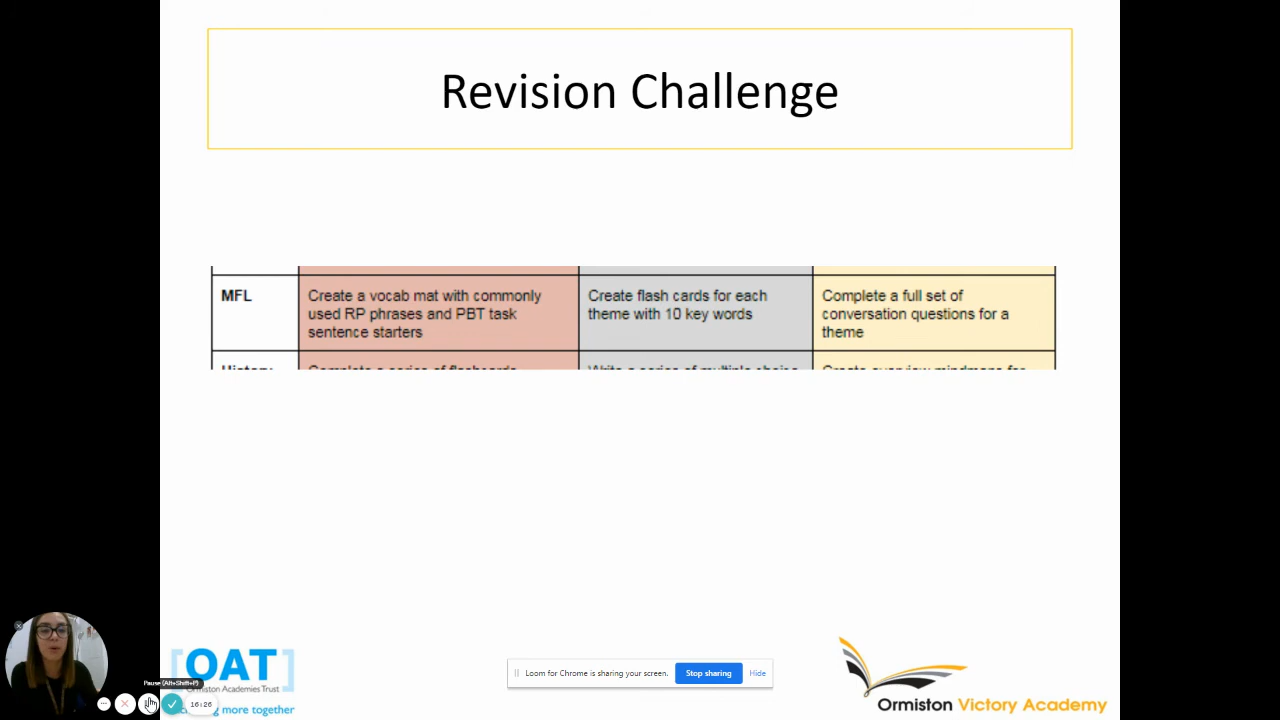 Revision Challenge
MFL
Create a vocab mat with commonly
used RP phrases and PBT task
sentence starters
Create flash cards for each
theme with 10 key words
Complete a full set of
conversation questions for a
theme
History
Complete a series of flashcards
Write a series of multiple choice
Create overview mindmaps for
Pause (Alt+Shift+P)
16:26
[OAT]
Ormiston Academies Trust
more together
Loom for Chrome is sharing your screen.
Stop sharing
Hide
Ormiston Victory Academy